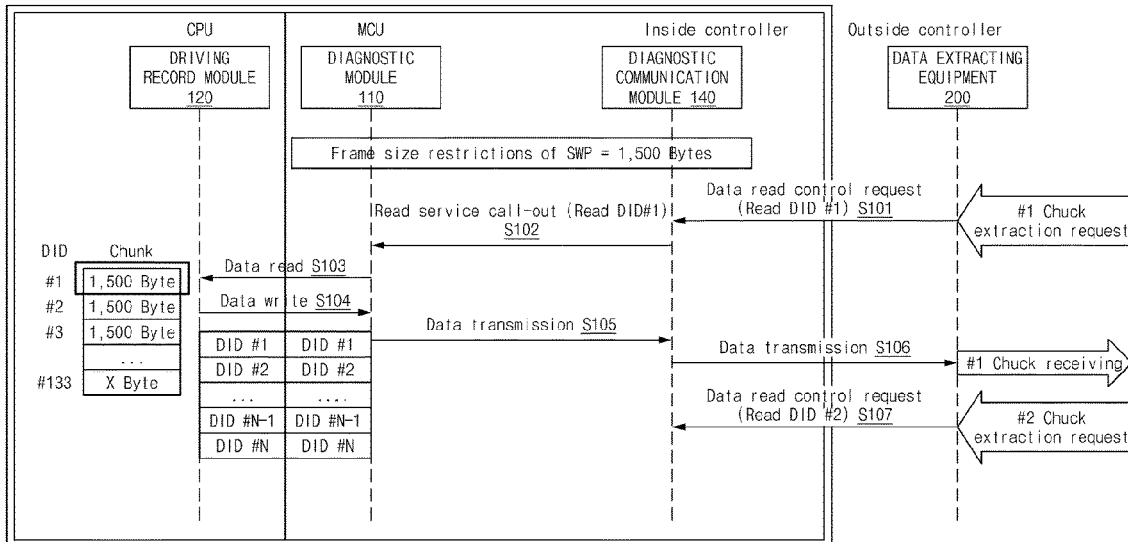 CPU
MCU
Inside controller
Outside controller
DRIVING
RECORD MODULE
120
DIAGNOSTIC
MODULE
110
DIAGNOSTIC
COMMUNICATION
MODULE 140
DATA EXTRACTING
EQUIPMENT
200
Frame size restrictions of SWP = 1,500 Bytes
Data read control request
(Read DID #1) S101
#1 Chuck
extraction request
Read service call-out (Read DID#1)
S102
DID Chunk
Data read S103
#1 1,500 Byte
Data write S104
#2 1,500 Byte
#3 1,500 Byte
...
#133 X Byte
Data transmission S105
DID #1 DID #1
DID #2 DID #2
... ....
DID #N-1 DID #N-1
DID #N DID #N
Data transmission S106
#1 Chuck receiving
Data read control request
(Read DID #2) S107
#2 Chuck
extraction request